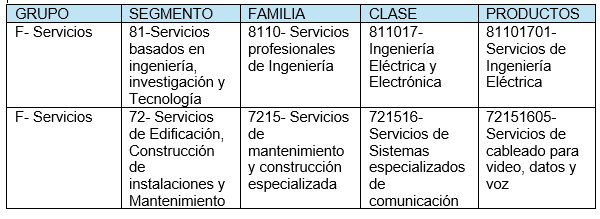 GRUPO SEGMENTO FAMILIA CLASE PRODUCTOS
F- Servicios 81-Servicios 8110- Servicios 811017- 81101701-
basados en profesionales Ingeniería Servicios de
ingeniería, de Ingeniería Eléctrica y Ingeniería
investigación y Electrónica Eléctrica
Tecnología
F- Servicios 72- Servicios 7215- Servicios 721516- 72151605-
de Edificación, de Servicios de Servicios de
Construcción mantenimiento Sistemas cableado para
de y construcción especializados video, datos y
instalaciones y especializada de voz
Mantenimiento comunicación